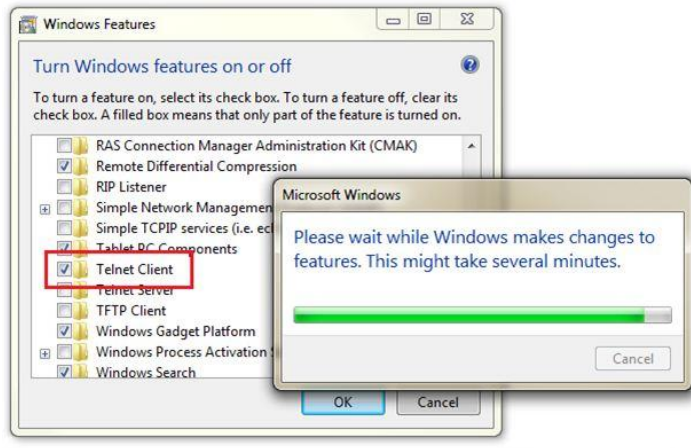 Windows Features
Turn Windows features on or off
To turn a feature on, select its check box. To turn a feature off, clear its
check box. A filled box means that only part of the feature is turned on.
RAS Connection Manager Administration Kit (CMAK)
Remote Differential Compression
RIP Listener
Simple Network Managemen
Simple TCPIP services (i.e. ec
Tablet PC Components
Telnet Client
Telnet Server
TFTP Client
Windows Gadget Platform
Windows Process Activation
Windows Search
OK
Cancel
Microsoft Windows
Please wait while Windows makes changes to
features. This might take several minutes.
Cancel